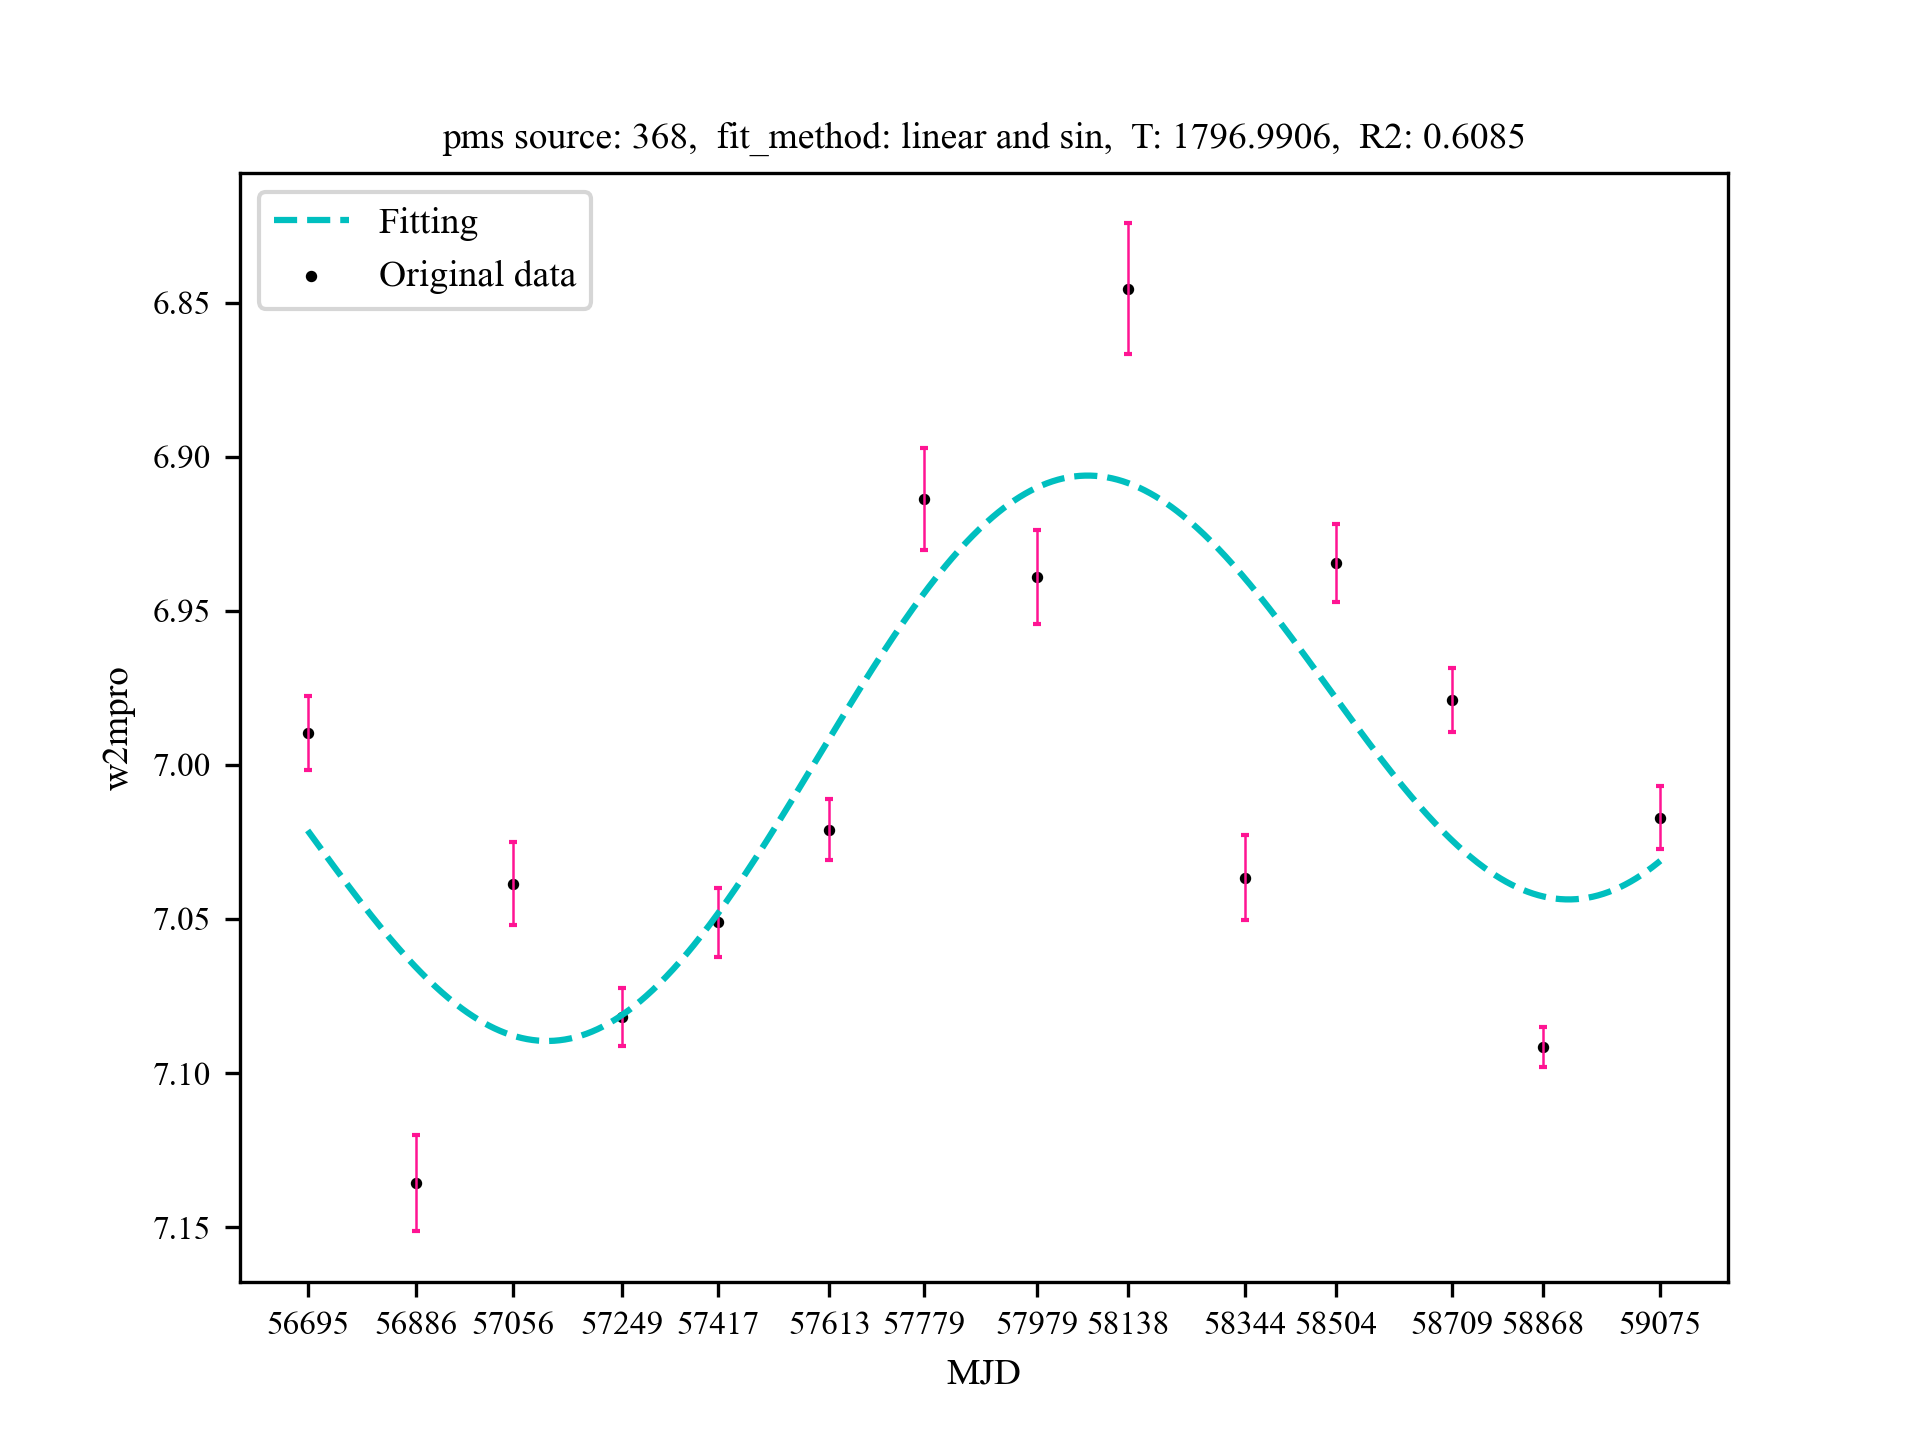 pms source: 368,  fit_method: linear and sin,  T: 1796.9906,  R2: 0.6085
Fitting
Original data
6.85
6.90
6.95
7.00
7.05
7.10
7.15
w2mpro
56695 56886 57056 57249 57417 57613 57779 57979 58138 58344 58504 58709 58868 59075
MJD